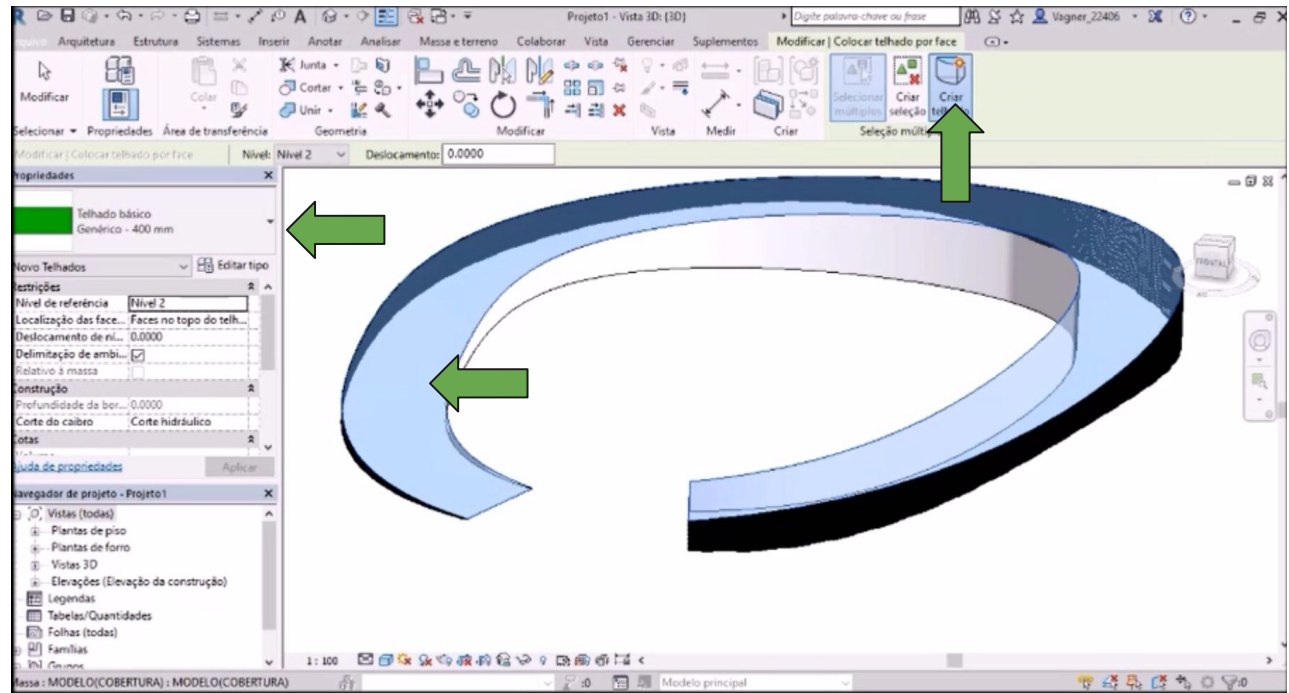 Projeto1 - Vista 3D: {3D}
Digite palavra-chave ou frase
Vagner_22406
Arquivo Arquitetura Estrutura Sistemas Inserir Anotar Analisar Massa e terreno Colaborar Vista Gerenciar Suplementos Modificar | Colocar telhado por face
Modificar
Colar
Junta
Cortar
Unir
Selecionar múltiplos
Criar seleção
Criar
Selecionar Propriedades Área de transferência Geometria Modificar Vista Medir Criar Seleção
Modificar | Colocar telhado por face Nível: Nível 2 Deslocamento: 0.0000
Propriedades
Telhado básico
Genérico - 400 mm
Novo Telhados Editar tipo
Restrições
Nível de referência Nível 2
Localização das face... Faces no topo do telh...
Deslocamento de ní... 0.0000
Delimitação de ambi...
Relativo à massa
Construção
Profundidade da bor... 0.0000
Corte do caibro Corte hidráulico
Cotas
Ajuda de propriedades Aplicar
Navegador de projeto - Projeto1
Vistas (todas)
Plantas de piso
Plantas de forro
Vistas 3D
Elevações (Elevação da construção)
Legendas
Tabelas/Quantidades
Folhas (todas)
Famílias
Grupos
FRONTAL
1 : 100
Massa : MODELO(COBERTURA) : MODELO(COBERTURA) :0 Modelo principal :0